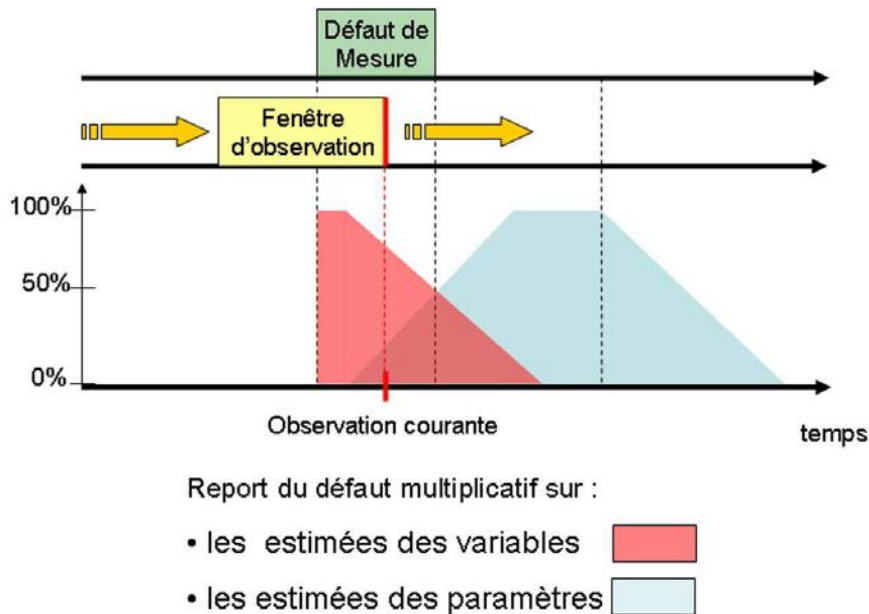 Défaut de
Mesure
Fenêtre
d'observation
100%
50%
0%
Observation courante
temps
Report du défaut multiplicatif sur :
• les estimées des variables
• les estimées des paramètres